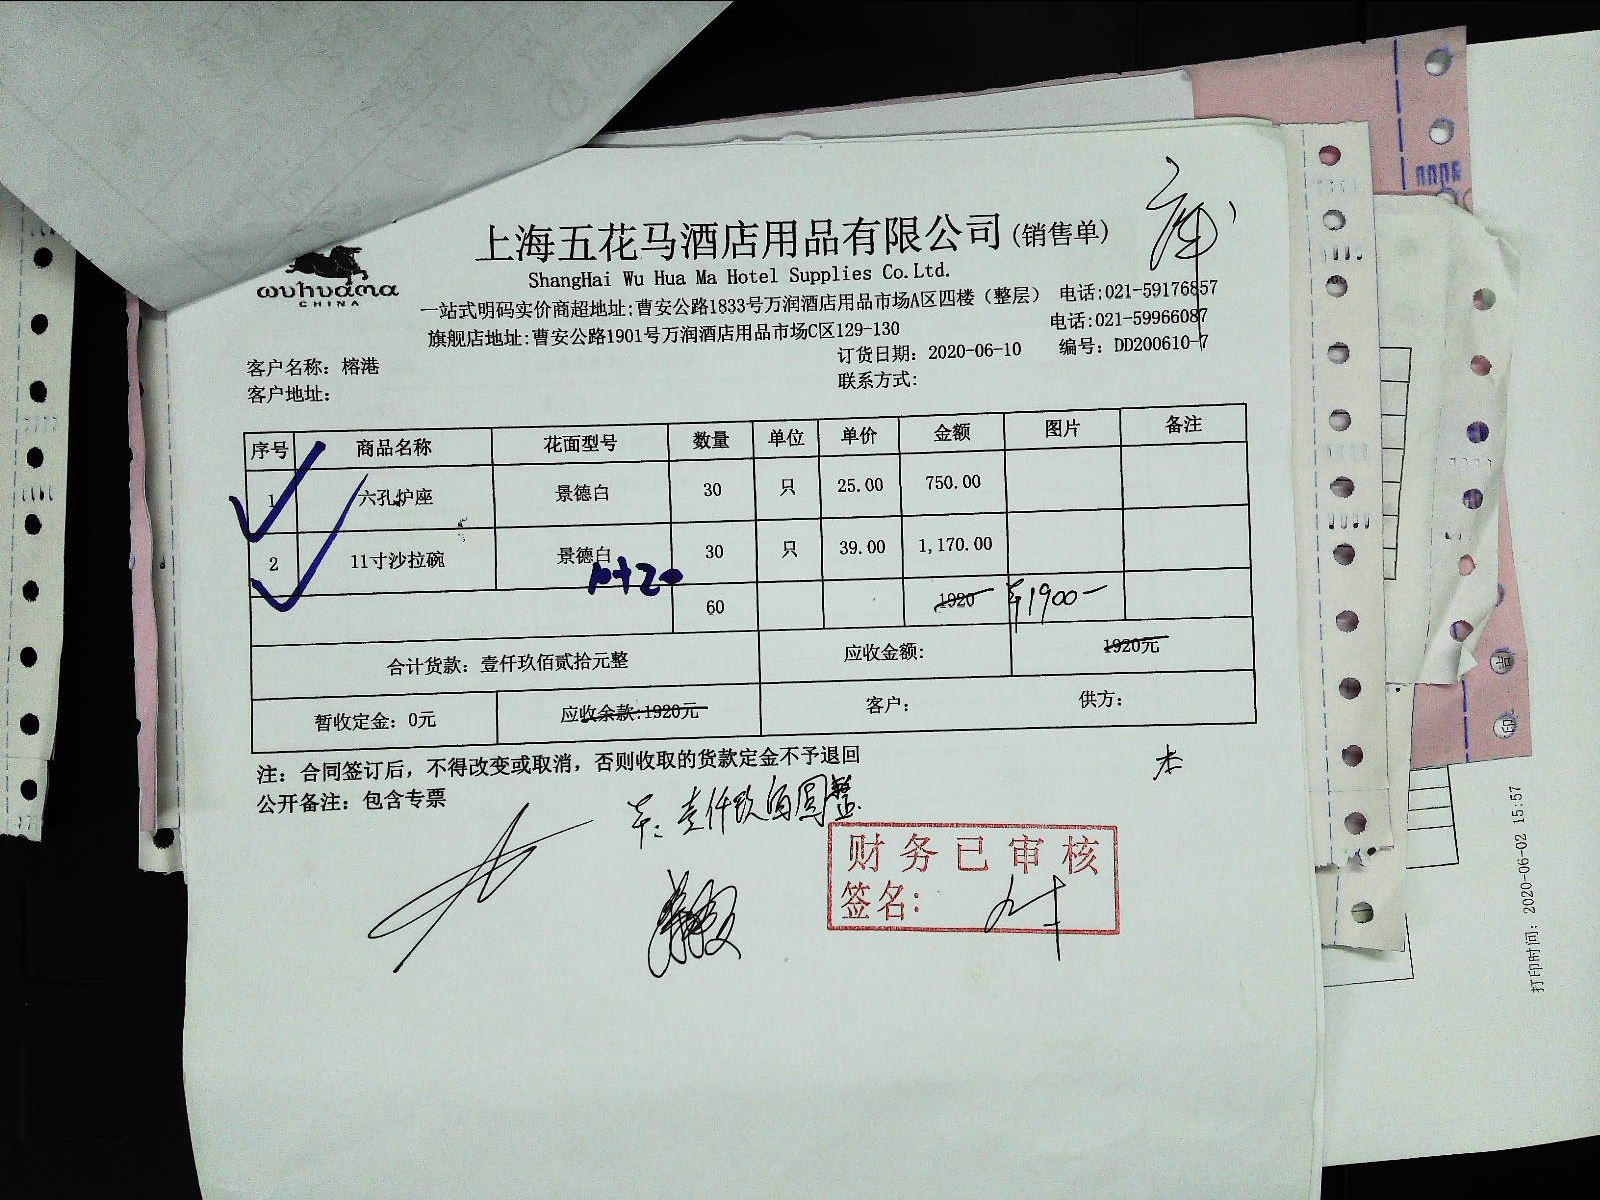 上海五花马酒店用品有限公司(销售单)
ShangHai Wu Hua Ma Hotel Supplies Co.Ltd.
wuhuama
CHINA
一站式明码实价商超地址:曹安公路1833号万润酒店用品市场A区四楼（整层） 电话:021-59176857
旗舰店地址:曹安公路1901号万润酒店用品市场C区129-130 电话:021-59966087
客户名称: 榕港 订货日期: 2020-06-10 编号: DD200610-7
客户地址: 联系方式:
序号 商品名称 花面型号 数量 单位 单价 金额 图片 备注
1 六孔炉座 景德白 30 只 25.00 750.00
2 11寸沙拉碗 景德白 30 只 39.00 1,170.00
60 1920 ¥1900-
合计货款: 壹仟玖佰贰拾元整 应收金额: 1920元
暂收定金: 0元 应收余款:1920元 客户: 供方:
注: 合同签订后, 不得改变或取消, 否则收取的货款定金不予退回
公开备注: 包含专票
壹仟玖佰圆整
财务已审核
签名:
打印时间: 2020-06-02 15:57